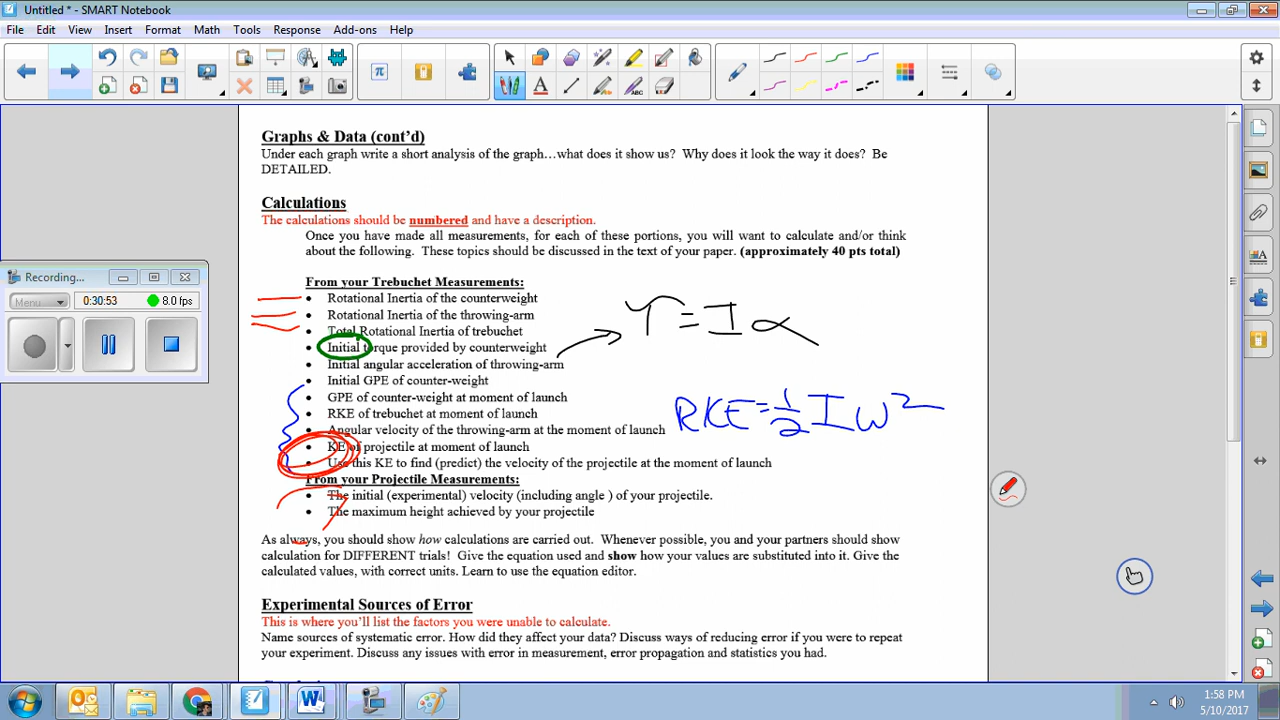 Untitled * - SMART Notebook
File Edit View Insert Format Math Tools Response Add-ons Help
Graphs & Data (cont'd)
Under each graph write a short analysis of the graph…what does it show us? Why does it look the way it does? Be
DETAILED.
Calculations
The calculations should be numbered and have a description.
Once you have made all measurements, for each of these portions, you will want to calculate and/or think
about the following. These topics should be discussed in the text of your paper. (approximately 40 pts total)
Recording...
Menu
0:30:53
8.0 fps
From your Trebuchet Measurements:
• Rotational Inertia of the counterweight
• Rotational Inertia of the throwing-arm
• Total Rotational Inertia of trebuchet
• Initial torque provided by counterweight
• Initial angular acceleration of throwing-arm
• Initial GPE of counter-weight
• GPE of counter-weight at moment of launch
• RKE of trebuchet at moment of launch
• Angular velocity of the throwing-arm at the moment of launch
• KE of projectile at moment of launch
• Use this KE to find (predict) the velocity of the projectile at the moment of launch
τ = I α
RKE = 1/2 I ω²
From your Projectile Measurements:
• The initial (experimental) velocity (including angle ) of your projectile.
• The maximum height achieved by your projectile
As always, you should show how calculations are carried out. Whenever possible, you and your partners should show
calculation for DIFFERENT trials! Give the equation used and show how your values are substituted into it. Give the
calculated values, with correct units. Learn to use the equation editor.
Experimental Sources of Error
This is where you'll list the factors you were unable to calculate.
Name sources of systematic error. How did they affect your data? Discuss ways of reducing error if you were to repeat
your experiment. Discuss any issues with error in measurement, error propagation and statistics you had.
1:58 PM
5/10/2017